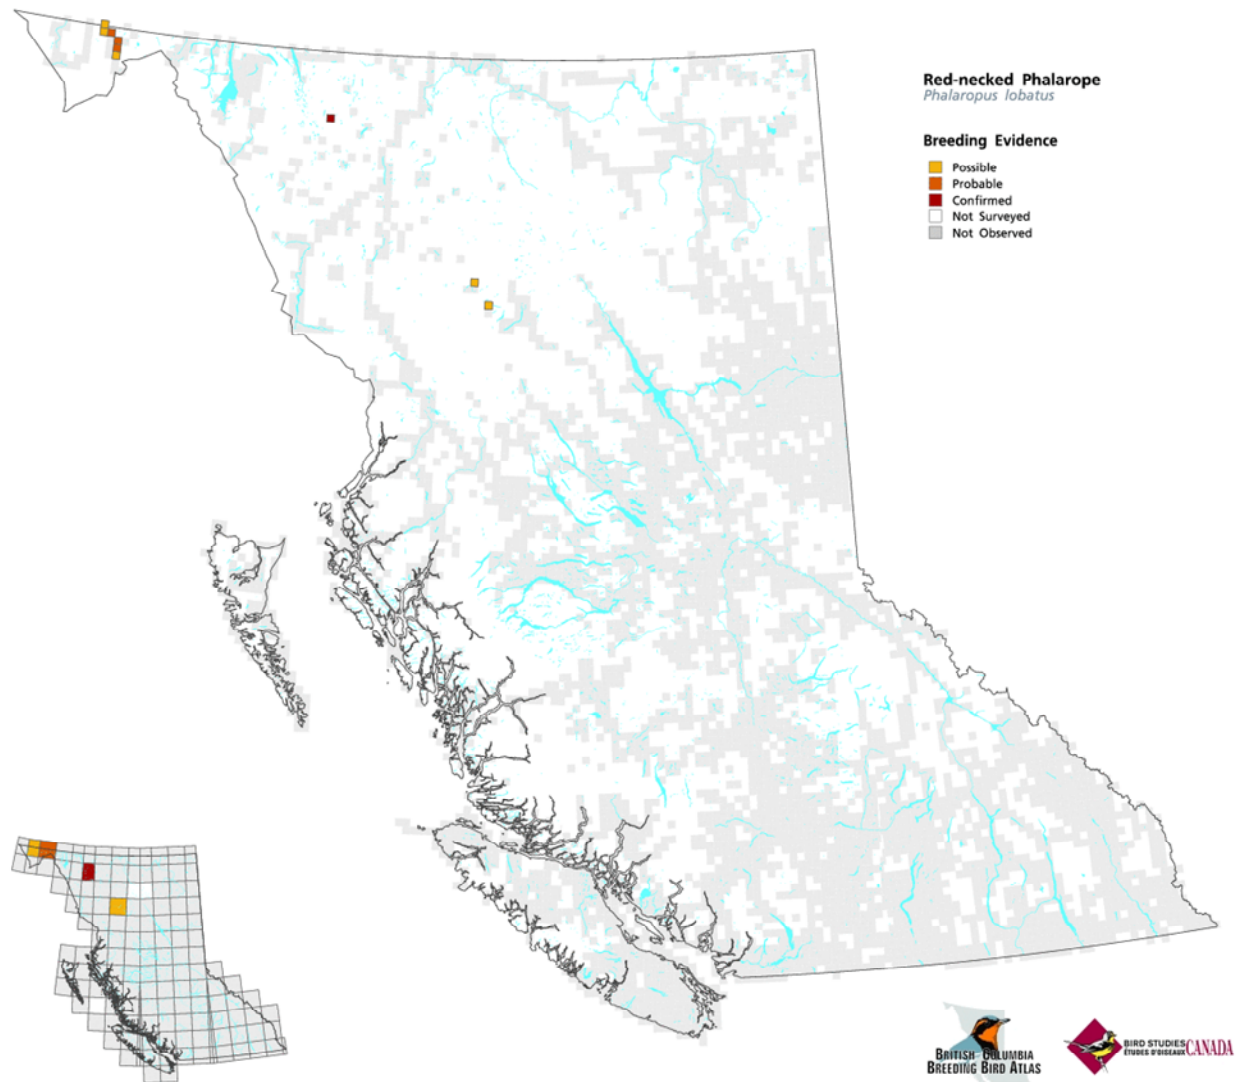 Red-necked Phalarope
Phalaropus lobatus
Breeding Evidence
Possible
Probable
Confirmed
Not Surveyed
Not Observed
BRITISH COLUMBIA
BREEDING BIRD ATLAS
BIRD STUDIES
ÉTUDES D'OISEAUX CANADA